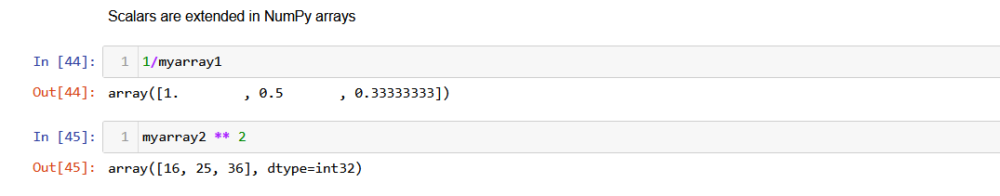 Scalars are extended in NumPy arrays
In [44]: 1 1/myarray1
Out[44]: array([1.        , 0.5       , 0.33333333])
In [45]: 1 myarray2 ** 2
Out[45]: array([16, 25, 36], dtype=int32)